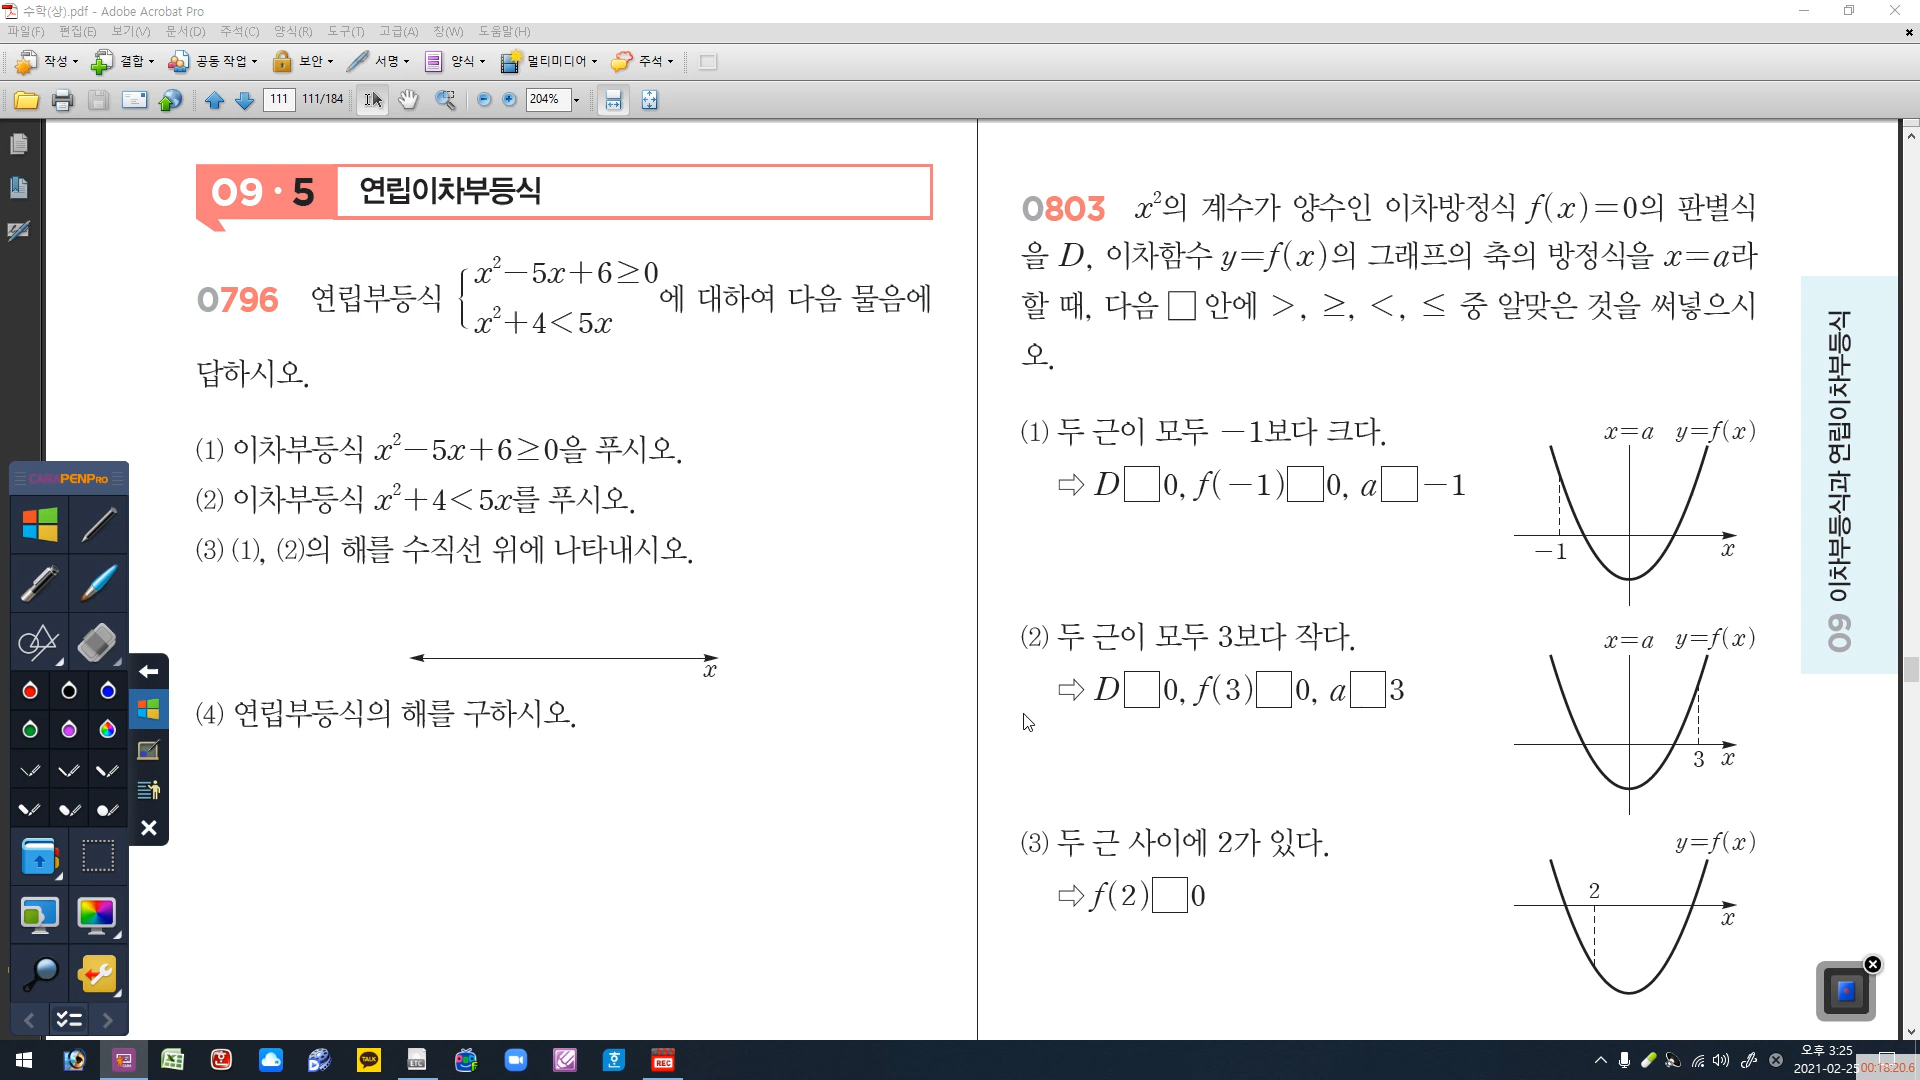 수학(상).pdf - Adobe Acrobat Pro
파일(F) 편집(E) 보기(V) 문서(D) 주석(C) 양식(R) 도구(T) 고급(A) 창(W) 도움말(H)
작성 결합 공동 작업 보안 서명 양식 멀티미디어 주석
111 111/184 204%
09·5 연립이차부등식
0796 연립부등식 { x²-5x+6≥0
x²+4<5x 에 대하여 다음 물음에
답하시오.
(1) 이차부등식 x²-5x+6≥0을 푸시오.
(2) 이차부등식 x²+4<5x를 푸시오.
(3) (1), (2)의 해를 수직선 위에 나타내시오.
x
(4) 연립부등식의 해를 구하시오.
0803 x²의 계수가 양수인 이차방정식 f(x)=0의 판별식
을 D, 이차함수 y=f(x)의 그래프의 축의 방정식을 x=a라
할 때, 다음 □ 안에 >, ≥, <, ≤ 중 알맞은 것을 써넣으시
오.
(1) 두 근이 모두 -1보다 크다.
⇨ D□0, f(-1)□0, a□-1
x=a y=f(x)
-1 x
(2) 두 근이 모두 3보다 작다.
⇨ D□0, f(3)□0, a□3
x=a y=f(x)
3 x
(3) 두 근 사이에 2가 있다.
⇨ f(2)□0
y=f(x)
2
x
09 이차부등식과 연립이차부등식
CARAPENPRO
TALK
REC
오후 3:25
2021-02-25
00:18:20.6